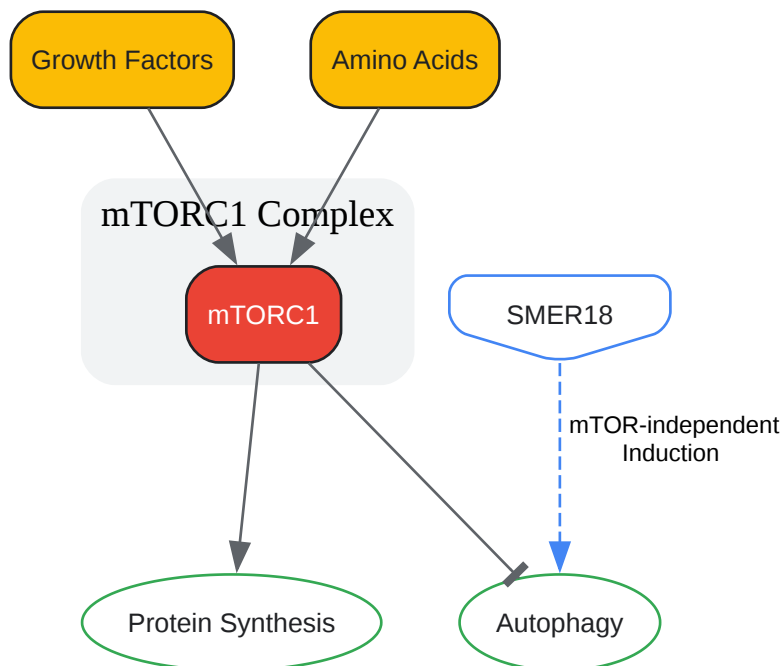 Growth Factors
Amino Acids
mTORC1 Complex
mTORC1
SMER18
mTOR-independent
Induction
Protein Synthesis
Autophagy